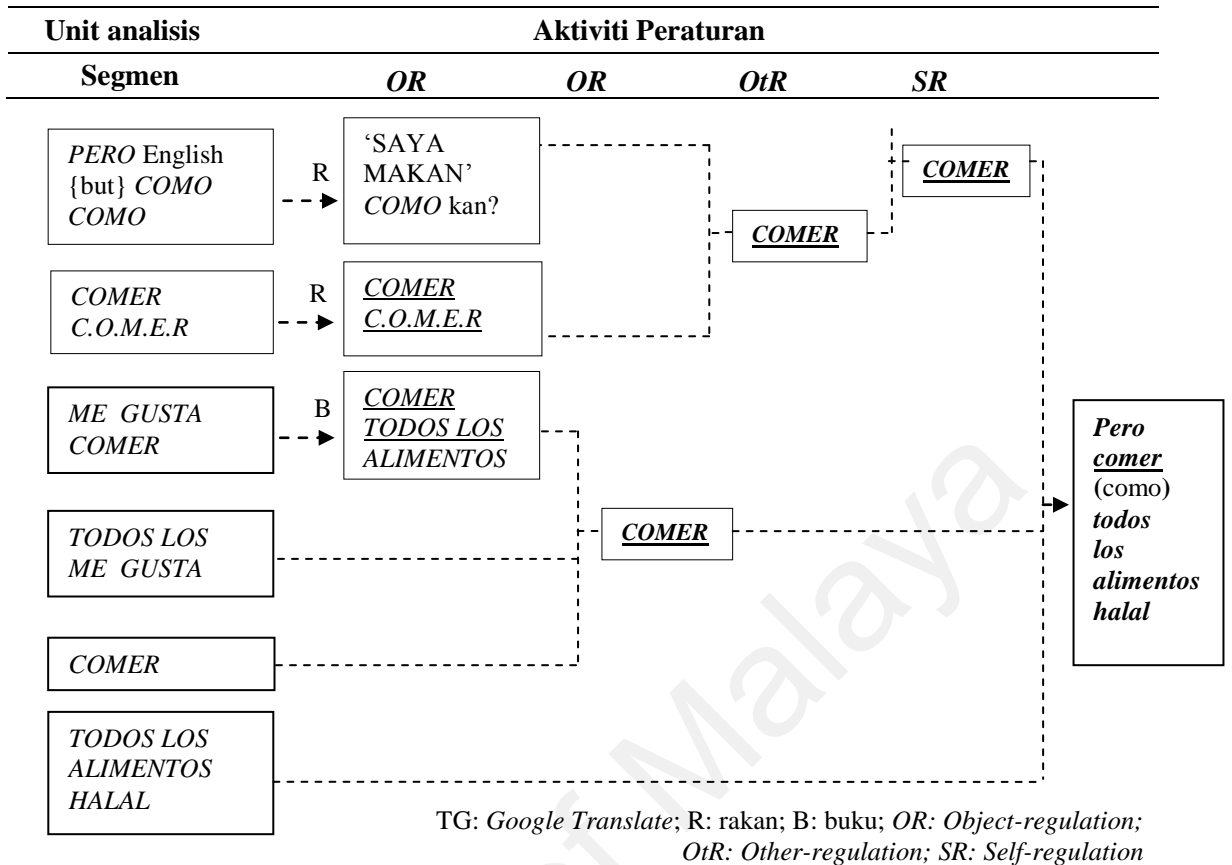 Unit analisis
Aktiviti Peraturan
Segmen
OR
OR
OtR
SR
PERO English
{but} COMO
COMO
R
‘SAYA
MAKAN’
COMO kan?
COMER
COMER
COMER
C.O.M.E.R
R
COMER
C.O.M.E.R
ME GUSTA
COMER
B
COMER
TODOS LOS
ALIMENTOS
TODOS LOS
ME GUSTA
COMER
COMER
TODOS LOS
ALIMENTOS
HALAL
Pero
comer
(como)
todos
los
alimentos
halal
TG: Google Translate; R: rakan; B: buku; OR: Object-regulation;
OtR: Other-regulation; SR: Self-regulation
of Malaya